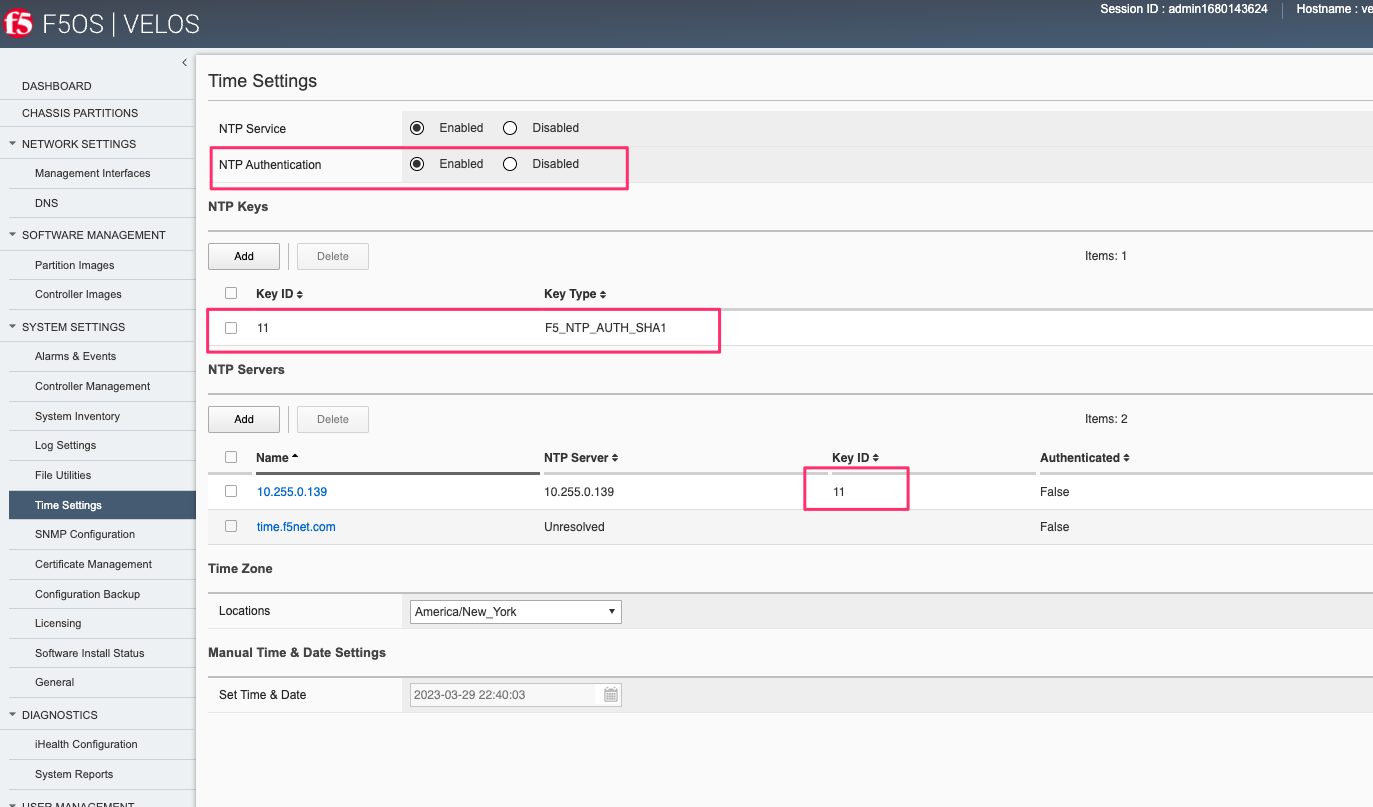 f5 F5OS | VELOS
Session ID : admin1680143624 Hostname : ve
DASHBOARD
CHASSIS PARTITIONS
NETWORK SETTINGS
Management Interfaces
DNS
SOFTWARE MANAGEMENT
Partition Images
Controller Images
SYSTEM SETTINGS
Alarms & Events
Controller Management
System Inventory
Log Settings
File Utilities
Time Settings
SNMP Configuration
Certificate Management
Configuration Backup
Licensing
Software Install Status
General
DIAGNOSTICS
iHealth Configuration
System Reports
USER MANAGEMENT
Time Settings
NTP Service Enabled Disabled
NTP Authentication Enabled Disabled
NTP Keys
Add Delete Items: 1
Key ID Key Type
11 F5_NTP_AUTH_SHA1
NTP Servers
Add Delete Items: 2
Name NTP Server Key ID Authenticated
10.255.0.139 10.255.0.139 11 False
time.f5net.com Unresolved False
Time Zone
Locations America/New_York
Manual Time & Date Settings
Set Time & Date 2023-03-29 22:40:03